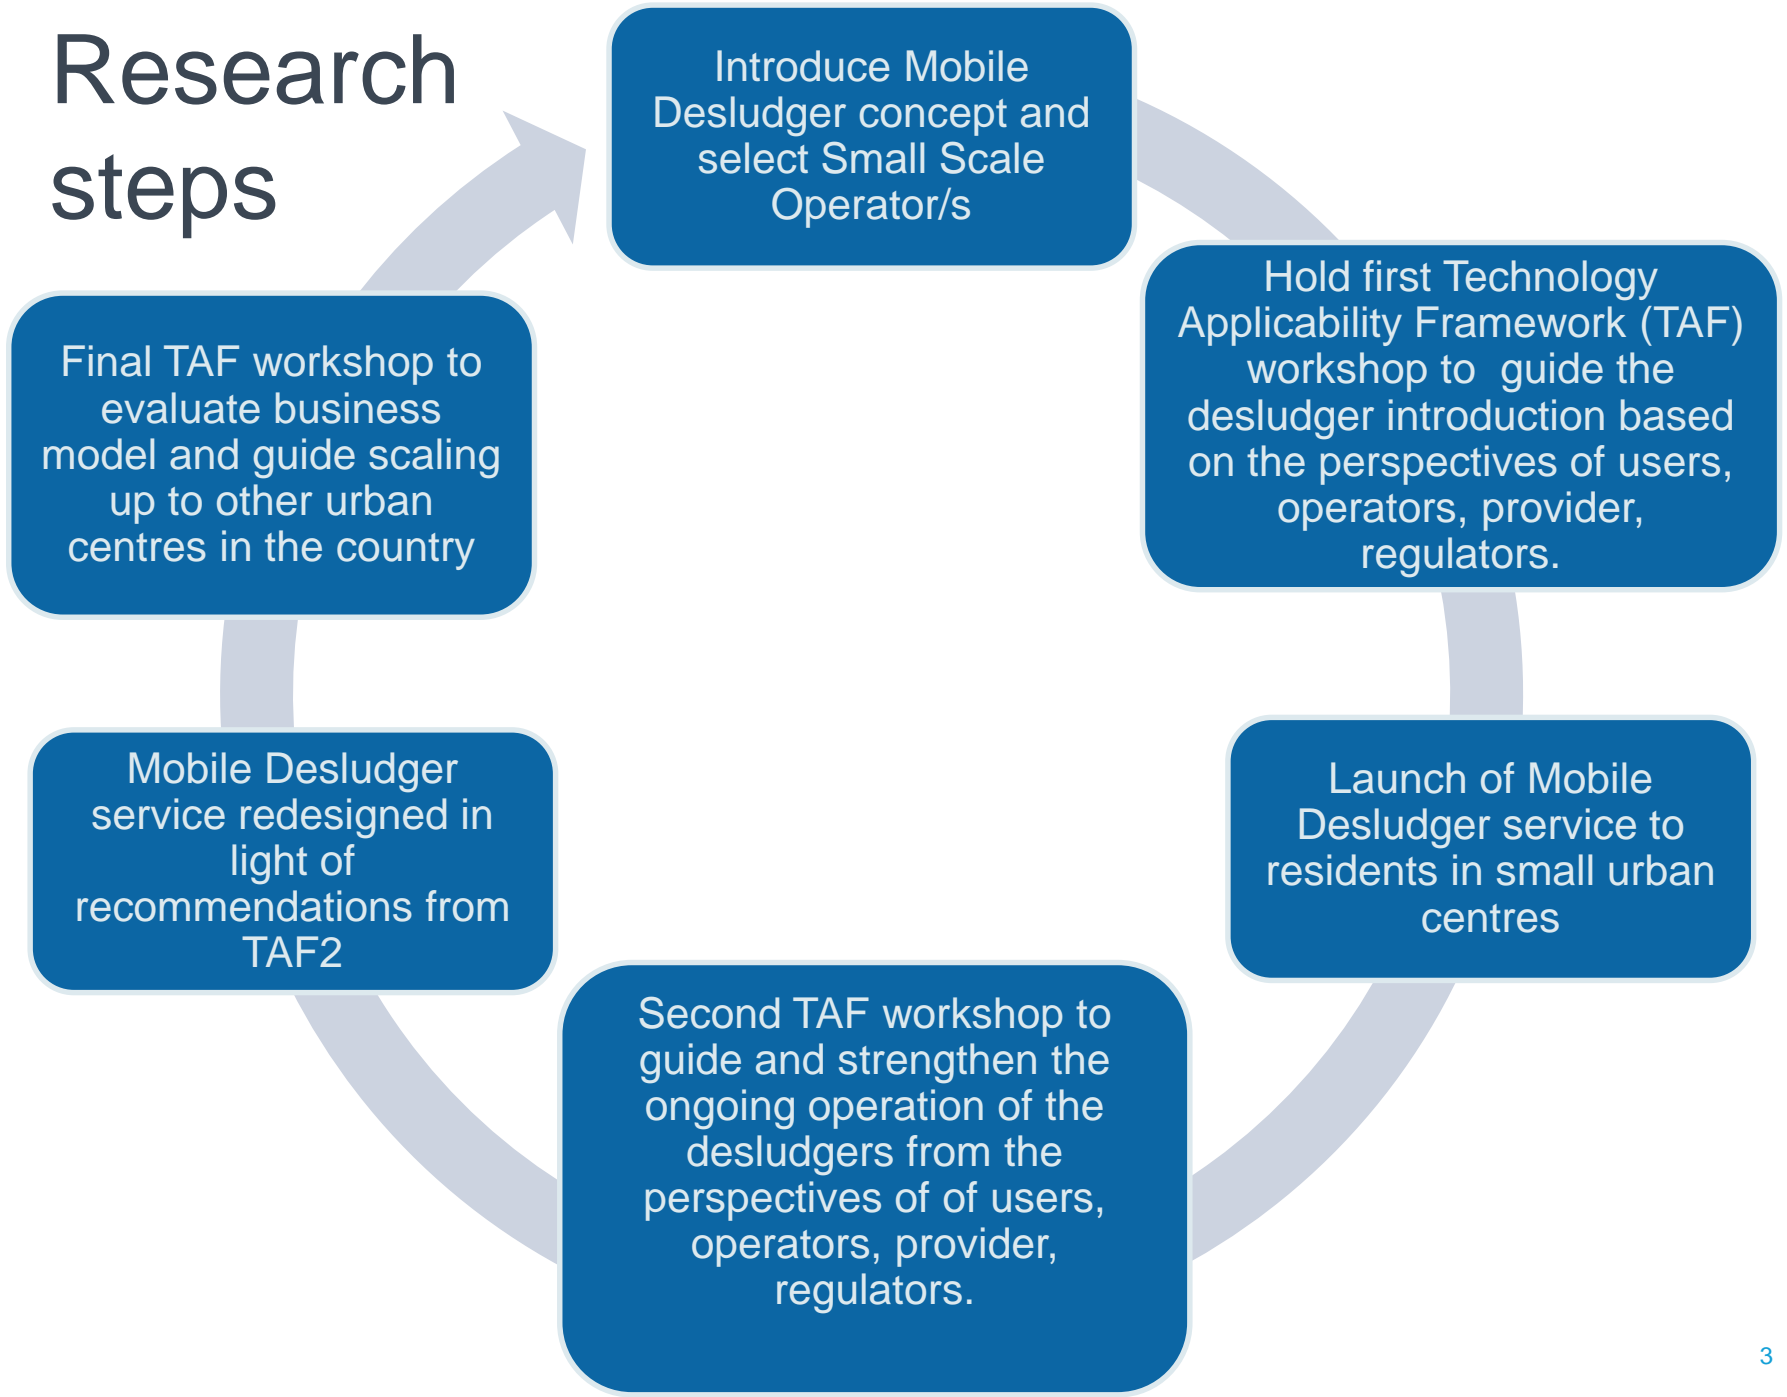 Research
steps
Introduce Mobile
Desludger concept and
select Small Scale
Operator/s
Hold first Technology
Applicability Framework (TAF)
workshop to  guide the
desludger introduction based
on the perspectives of users,
operators, provider,
regulators.
Launch of Mobile
Desludger service to
residents in small urban
centres
Second TAF workshop to
guide and strengthen the
ongoing operation of the
desludgers from the
perspectives of of users,
operators, provider,
regulators.
Mobile Desludger
service redesigned in
light of
recommendations from
TAF2
Final TAF workshop to
evaluate business
model and guide scaling
up to other urban
centres in the country
3